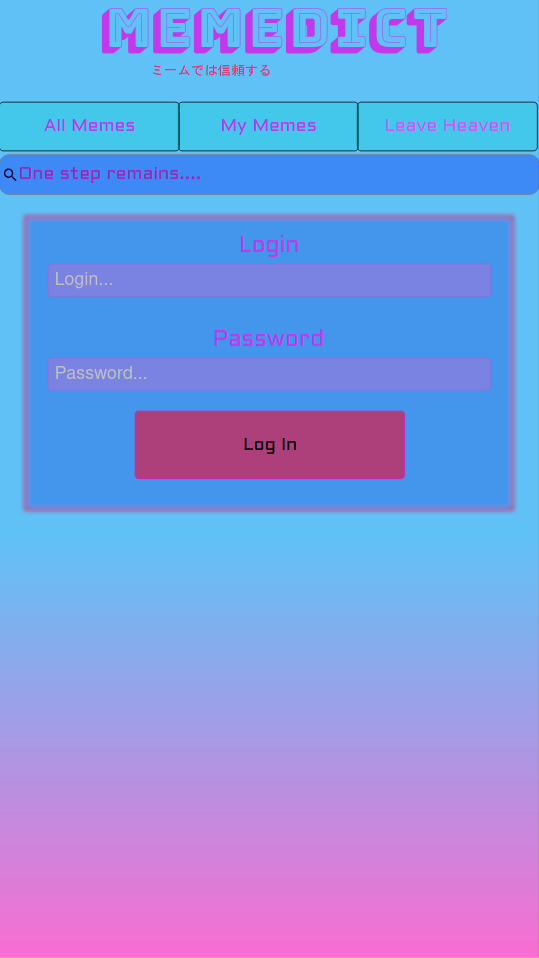 MEMEDICT
ミームでは信頼する
All Memes
My Memes
Leave Heaven
One step remains....
Login
Login...
Password
Password...
Log In